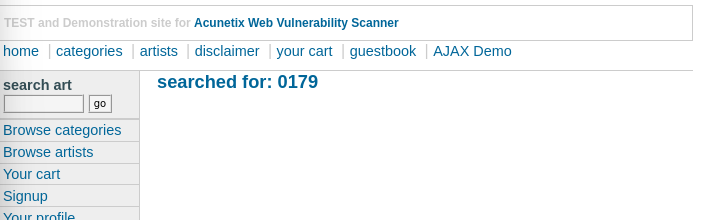 TEST and Demonstration site for Acunetix Web Vulnerability Scanner
home | categories | artists | disclaimer | your cart | guestbook | AJAX Demo
search art
searched for: 0179
go
Browse categories
Browse artists
Your cart
Signup
Your profile